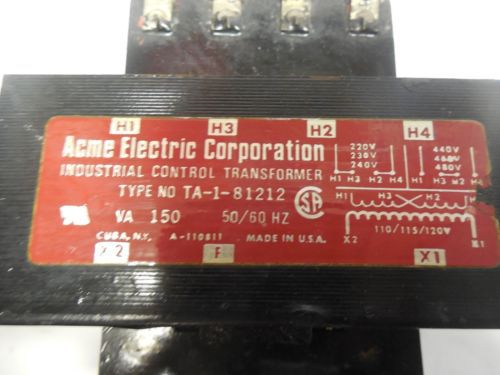 H1 H3 H2 H4
Acme Electric Corporation
INDUSTRIAL CONTROL TRANSFORMER
TYPE NO TA-1-81212
VA 150 50/60 HZ
CUBA, N.Y. A-110811 MADE IN U.S.A.
X2 F X1
220V 440V
230V 460V
240V 480V
H1 H3 H2 H4 H1 H3 H2 H4
H1 H3 H2 H4
X2 110/115/120V X1